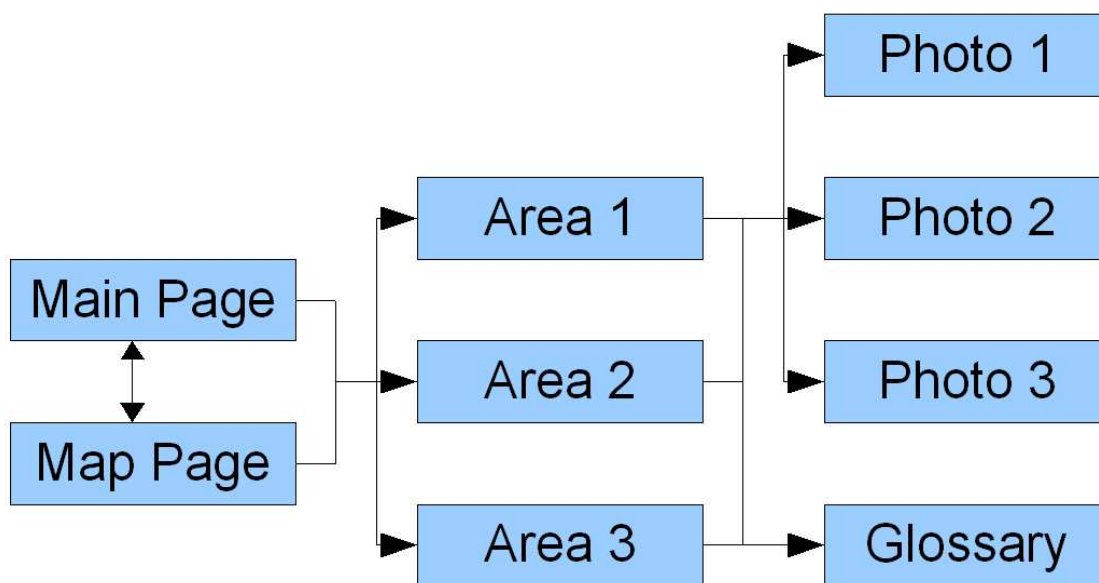 Main Page
Map Page
Area 1
Area 2
Area 3
Photo 1
Photo 2
Photo 3
Glossary